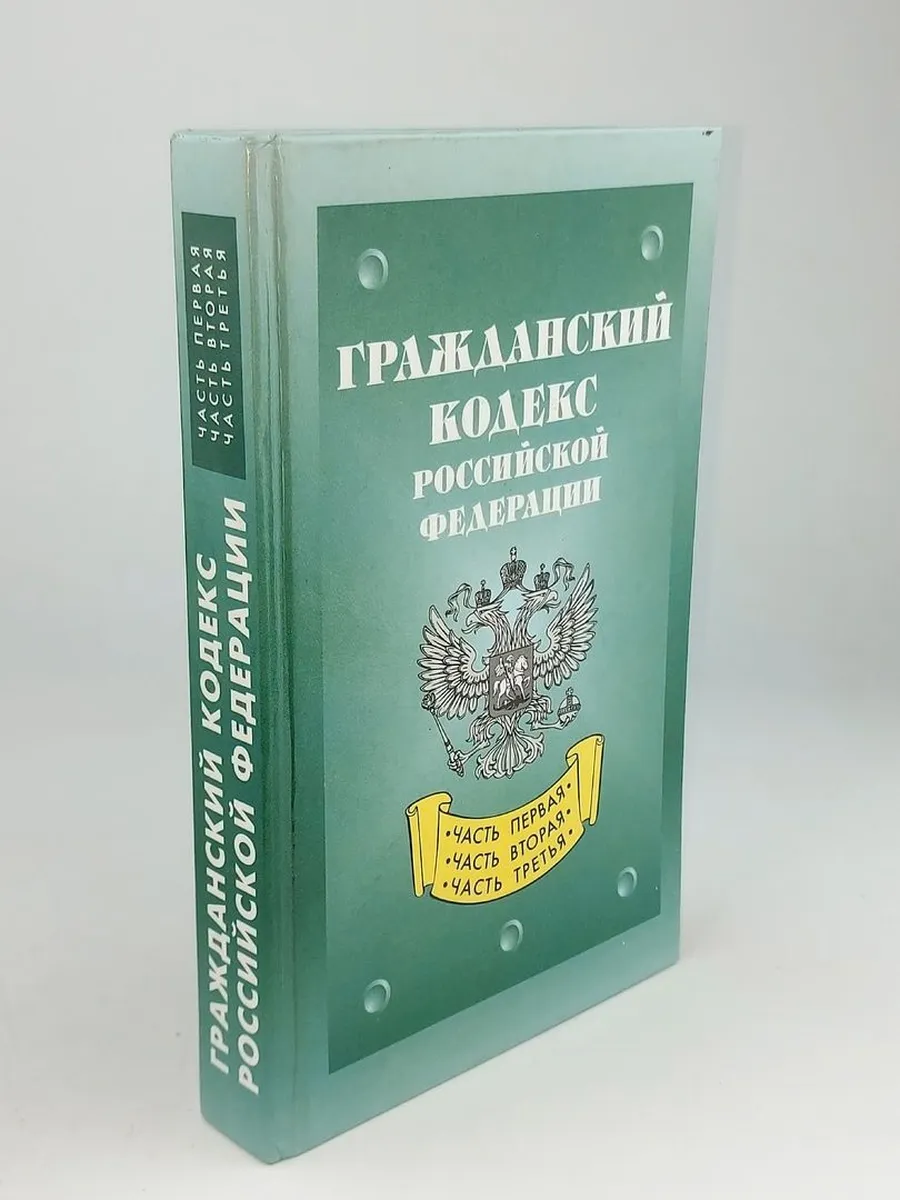 ГРАЖДАНСКИЙ
КОДЕКС
РОССИЙСКОЙ
ФЕДЕРАЦИИ
•ЧАСТЬ ПЕРВАЯ•
•ЧАСТЬ ВТОРАЯ•
•ЧАСТЬ ТРЕТЬЯ•
ЧАСТЬ ПЕРВАЯ
ЧАСТЬ ВТОРАЯ
ЧАСТЬ ТРЕТЬЯ
ГРАЖДАНСКИЙ КОДЕКС
РОССИЙСКОЙ ФЕДЕРАЦИИ